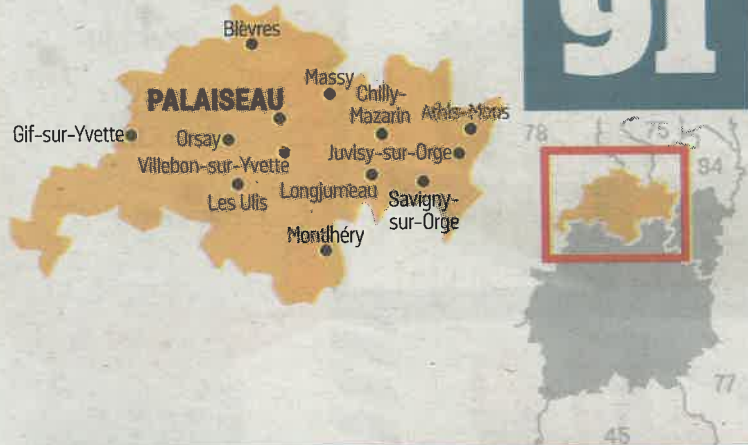 91
Bièvres
Massy
PALAISEAU
Chilly-
Mazarin
Athis-Mons
Gif-sur-Yvette
Orsay
Villebon-sur-Yvette
Juvisy-sur-Orge
Les Ulis
Longjumeau
Savigny-
sur-Orge
Montlhéry
78
75
94
77
45